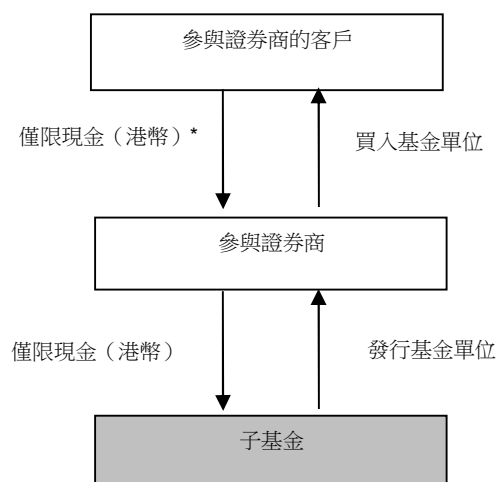 參與證券商的客戶
僅限現金（港幣）*
買入基金單位
參與證券商
僅限現金（港幣）
發行基金單位
子基金